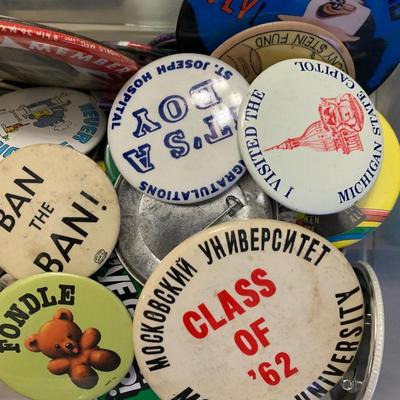 A MEMBER
STEIN FUND
CONGRATULATIONS
IT'S A
BOY
ST. JOSEPH HOSPITAL
I VISITED THE
MICHIGAN STATE CAPITOL
NEVER
BAN
THE
BAN!
FONDLE
МОСКОВСКИЙ УНИВЕРСИТЕТ
CLASS
OF
'62
UNIVERSITY